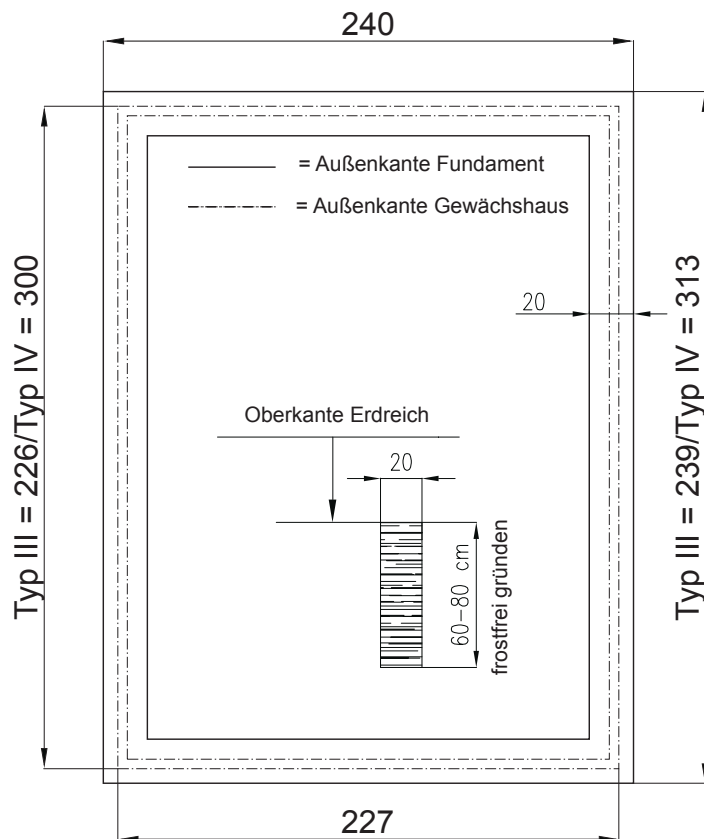 240
= Außenkante Fundament
= Außenkante Gewächshaus
Typ III = 226/Typ IV = 300
20
Typ III = 239/Typ IV = 313
Oberkante Erdreich
20
60-80 cm
frostfrei gründen
227